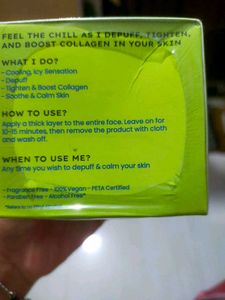 FEEL THE CHILL AS I DEPUFF, TIGHTEN,
AND BOOST COLLAGEN IN YOUR SKIN
WHAT I DO?
- Cooling, Icy Sensation
- Depuff
- Tighten & Boost Collagen
- Soothe & Calm Skin
HOW TO USE?
Apply a thick layer to the entire face. Leave on for
10-15 minutes, then remove the product with cloth
and wash off.
WHEN TO USE ME?
Any time you wish to depuff & calm your skin
- Fragrance Free - 100% Vegan - PETA Certified
- Paraben Free - Alcohol Free*
*Refers to